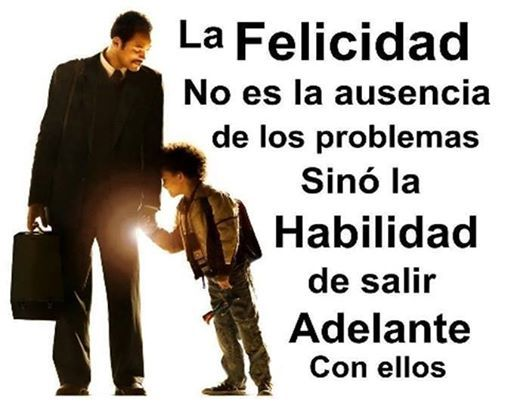 La Felicidad
No es la ausencia
de los problemas
Sinó la
Habilidad
de salir
Adelante
Con ellos